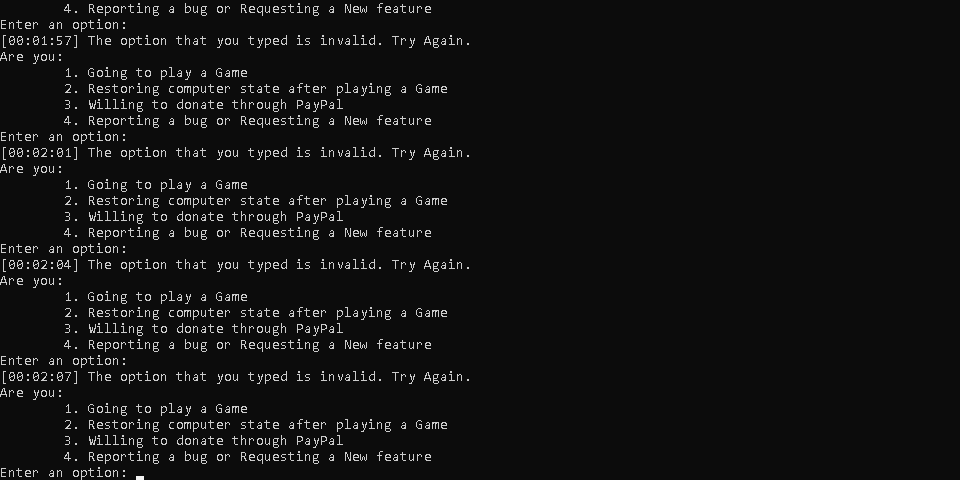 4. Reporting a bug or Requesting a New feature
Enter an option:
[00:01:57] The option that you typed is invalid. Try Again.
Are you:
1. Going to play a Game
2. Restoring computer state after playing a Game
3. Willing to donate through PayPal
4. Reporting a bug or Requesting a New feature
Enter an option:
[00:02:01] The option that you typed is invalid. Try Again.
Are you:
1. Going to play a Game
2. Restoring computer state after playing a Game
3. Willing to donate through PayPal
4. Reporting a bug or Requesting a New feature
Enter an option:
[00:02:04] The option that you typed is invalid. Try Again.
Are you:
1. Going to play a Game
2. Restoring computer state after playing a Game
3. Willing to donate through PayPal
4. Reporting a bug or Requesting a New feature
Enter an option:
[00:02:07] The option that you typed is invalid. Try Again.
Are you:
1. Going to play a Game
2. Restoring computer state after playing a Game
3. Willing to donate through PayPal
4. Reporting a bug or Requesting a New feature
Enter an option: